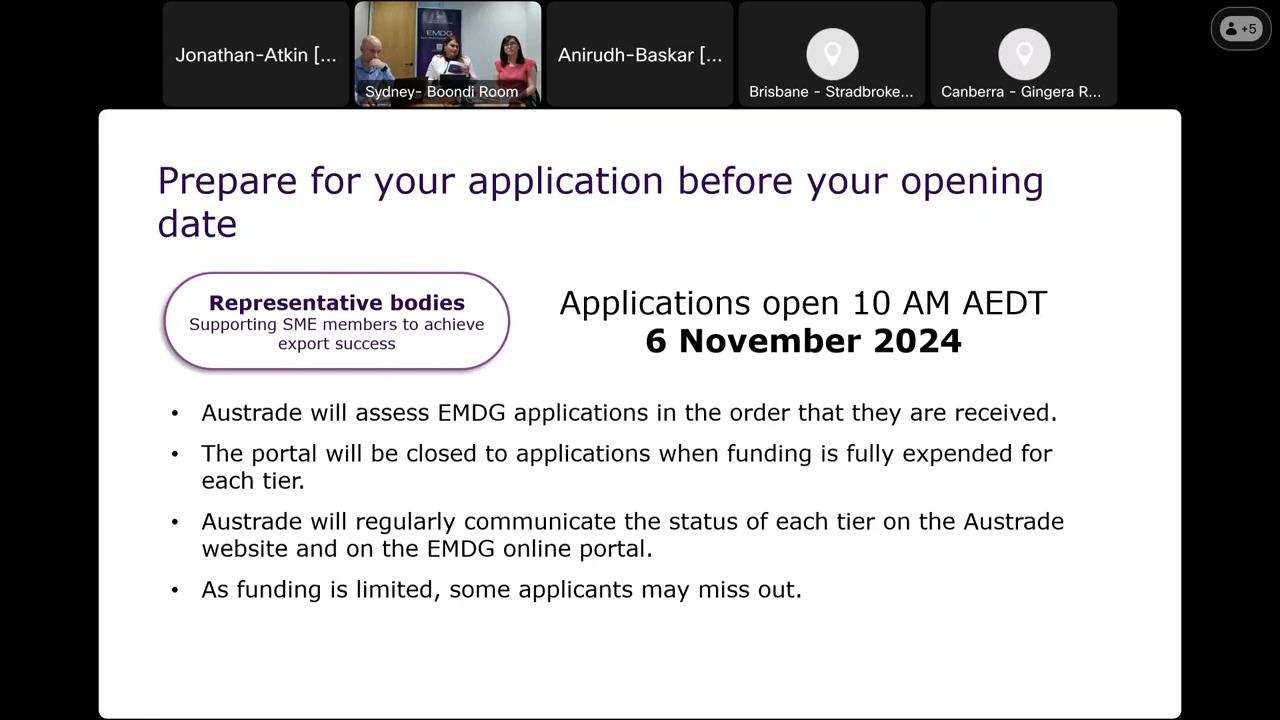 Jonathan-Atkin [...
EMDG
Sydney- Boondi Room
Anirudh-Baskar [...
Brisbane - Stradbroke...
Canberra - Gingera R...
+5
Prepare for your application before your opening
date
Representative bodies
Supporting SME members to achieve
export success
Applications open 10 AM AEDT
6 November 2024
• Austrade will assess EMDG applications in the order that they are received.
• The portal will be closed to applications when funding is fully expended for
each tier.
• Austrade will regularly communicate the status of each tier on the Austrade
website and on the EMDG online portal.
• As funding is limited, some applicants may miss out.